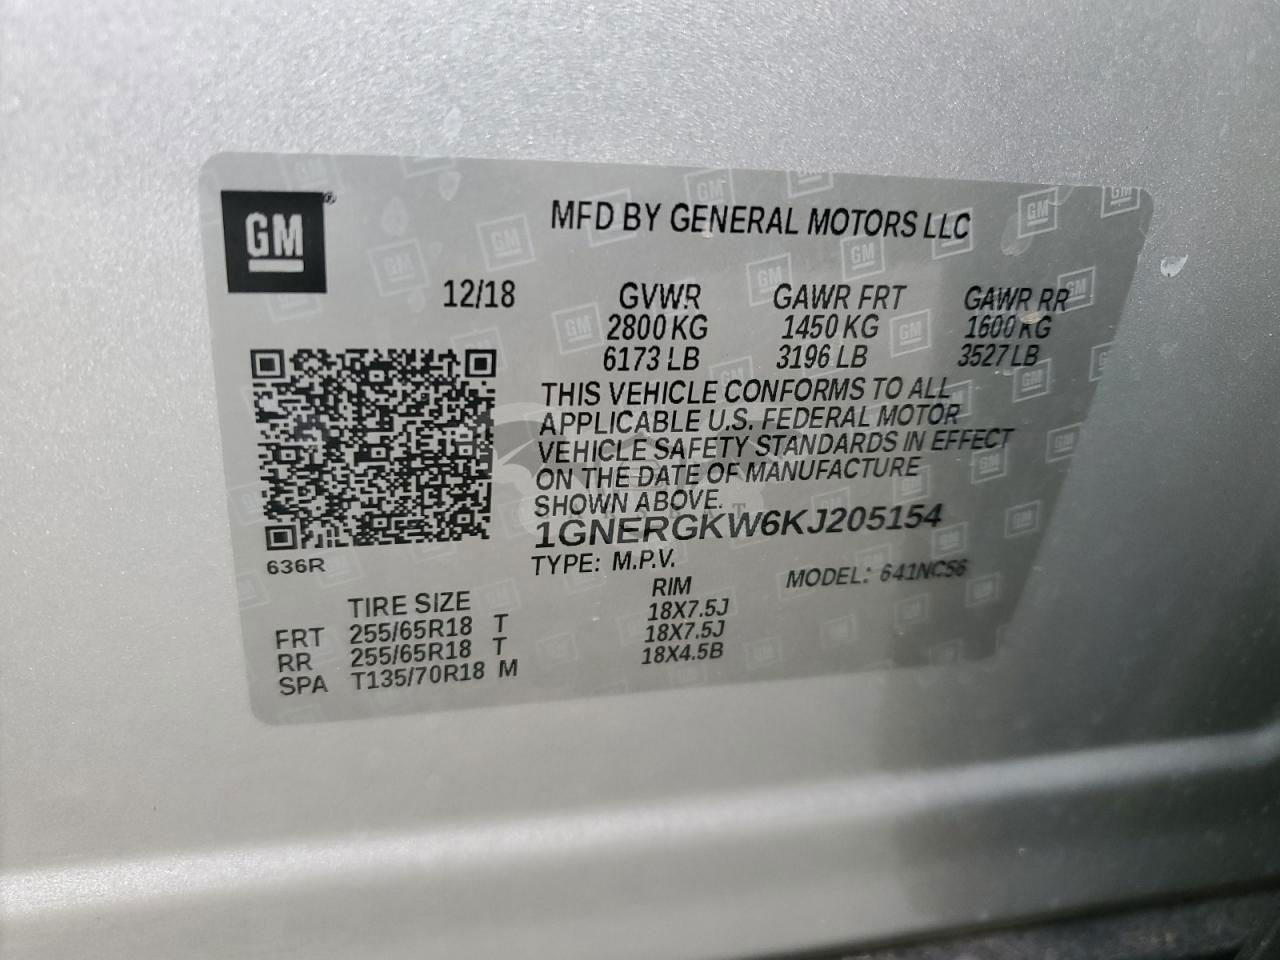 GM®
MFD BY GENERAL MOTORS LLC
12/18 GVWR GAWR FRT GAWR RR
2800 KG 1450 KG 1600 KG
6173 LB 3196 LB 3527 LB
THIS VEHICLE CONFORMS TO ALL
APPLICABLE U.S. FEDERAL MOTOR
VEHICLE SAFETY STANDARDS IN EFFECT
ON THE DATE OF MANUFACTURE
SHOWN ABOVE.
1GNERGKW6KJ205154
636R
TYPE: M.P.V. MODEL: 641NC56
TIRE SIZE RIM
FRT 255/65R18 T 18X7.5J
RR 255/65R18 T 18X7.5J
SPA T135/70R18 M 18X4.5B